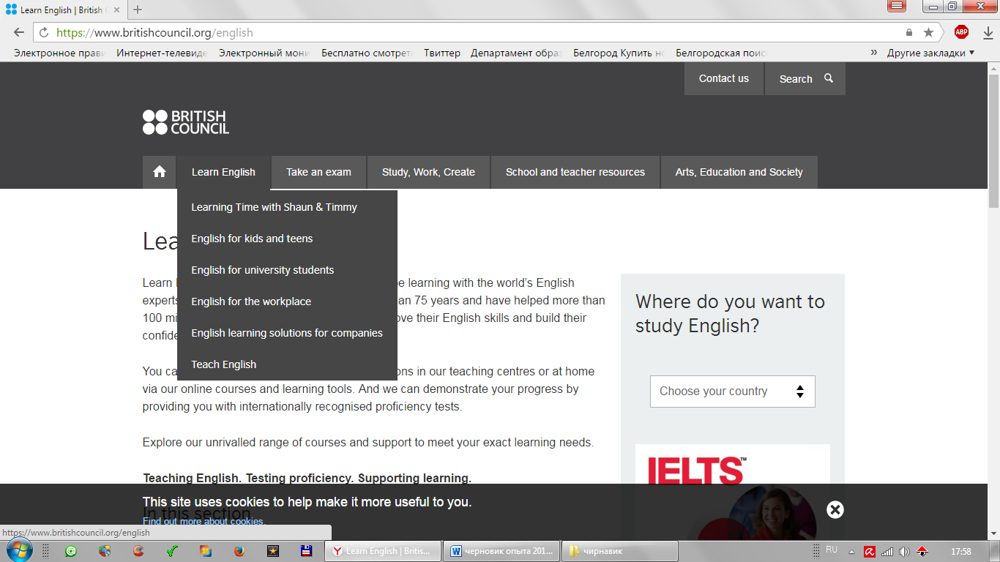 Learn English | British
https://www.britishcouncil.org/english
ABP
Электронное прави Интернет-телевиде Электронный мони Бесплатно смотрет Твиттер Департамент образ Белгород Купить но Белгородская поис » Другие закладки
Contact us Search
BRITISH
COUNCIL
Learn English Take an exam Study, Work, Create School and teacher resources Arts, Education and Society
Learning Time with Shaun & Timmy
English for kids and teens
English for university students
English for the workplace
English learning solutions for companies
Teach English
Lea
Learn be learning with the world's English
experts an 75 years and have helped more than
100 mi ove their English skills and build their
confide
You ca ons in our teaching centres or at home
via our online courses and learning tools. And we can demonstrate your progress by
providing you with internationally recognised proficiency tests.
Explore our unrivalled range of courses and support to meet your exact learning needs.
Teaching English. Testing proficiency. Supporting learning.
In this section
Where do you want to
study English?
Choose your country
IELTS™
This site uses cookies to help make it more useful to you.
Find out more about cookies.
https://www.britishcouncil.org/english
Learn English | Britis... черновик опыта 201... чирнавик RU 17:58